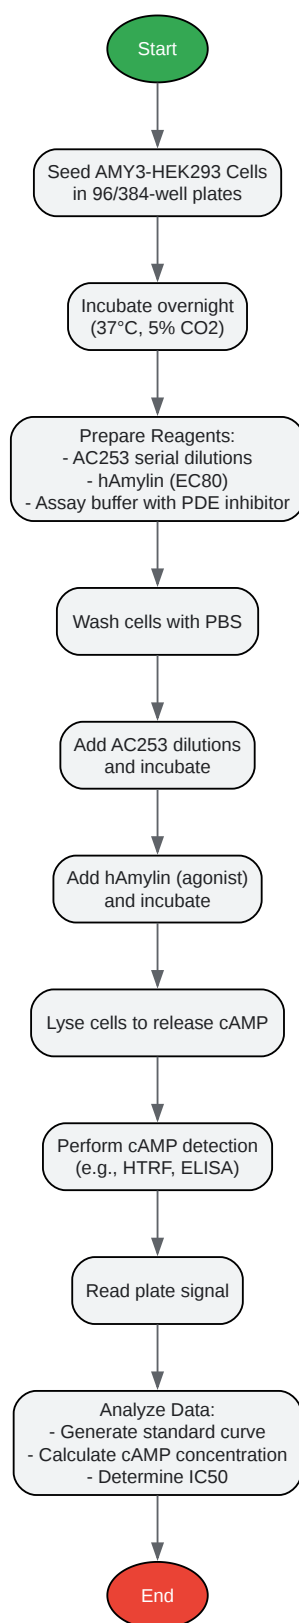 Start
Seed AMY3-HEK293 Cells
in 96/384-well plates
Incubate overnight
(37°C, 5% CO2)
Prepare Reagents:
- AC253 serial dilutions
- hAmylin (EC80)
- Assay buffer with PDE inhibitor
Wash cells with PBS
Add AC253 dilutions
and incubate
Add hAmylin (agonist)
and incubate
Lyse cells to release cAMP
Perform cAMP detection
(e.g., HTRF, ELISA)
Read plate signal
Analyze Data:
- Generate standard curve
- Calculate cAMP concentration
- Determine IC50
End